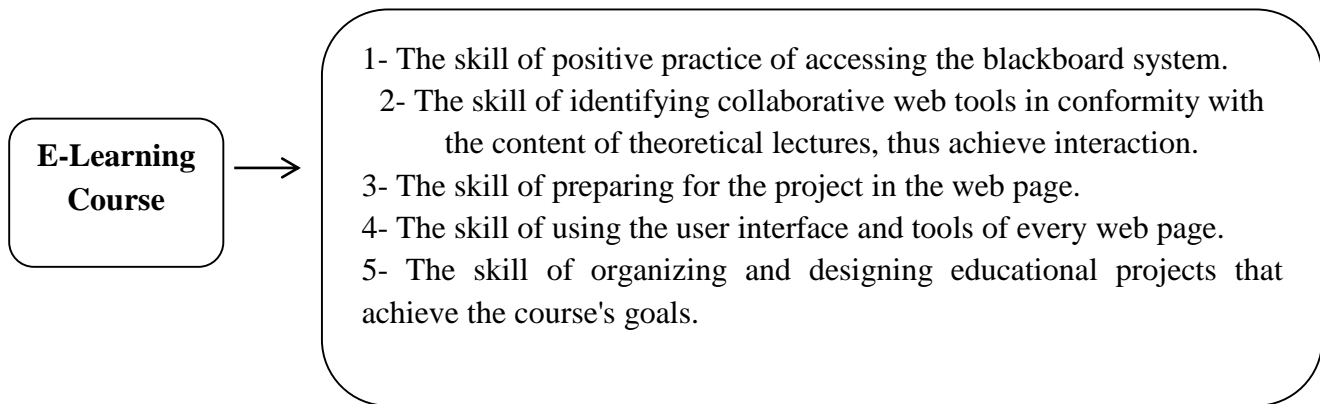 E-Learning
Course
1- The skill of positive practice of accessing the blackboard system.
2- The skill of identifying collaborative web tools in conformity with
the content of theoretical lectures, thus achieve interaction.
3- The skill of preparing for the project in the web page.
4- The skill of using the user interface and tools of every web page.
5- The skill of organizing and designing educational projects that
achieve the course's goals.